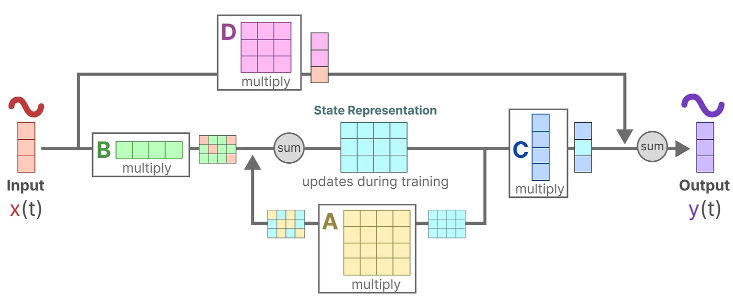 D
multiply
Input
x(t)
B
multiply
sum
State Representation
updates during training
A
multiply
C
multiply
sum
Output
y(t)